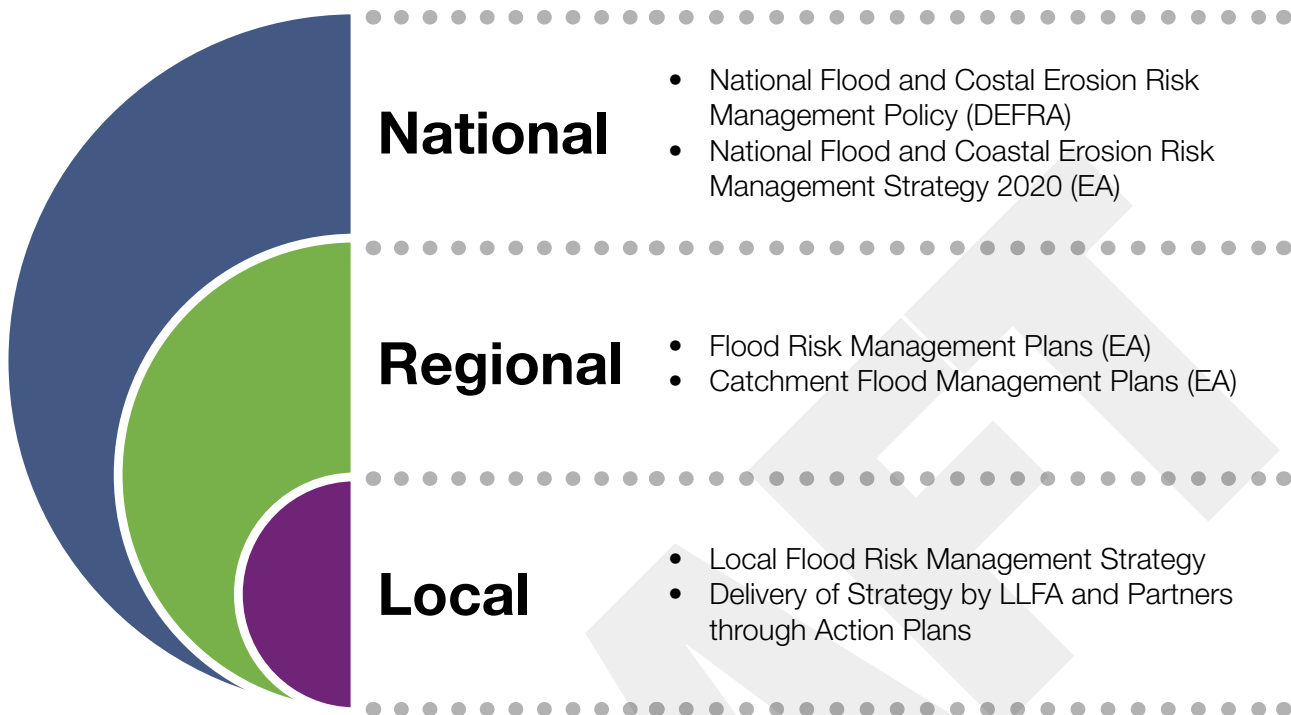 National
• National Flood and Costal Erosion Risk
Management Policy (DEFRA)
• National Flood and Coastal Erosion Risk
Management Strategy 2020 (EA)
Regional
• Flood Risk Management Plans (EA)
• Catchment Flood Management Plans (EA)
Local
• Local Flood Risk Management Strategy
• Delivery of Strategy by LLFA and Partners
through Action Plans
AFT